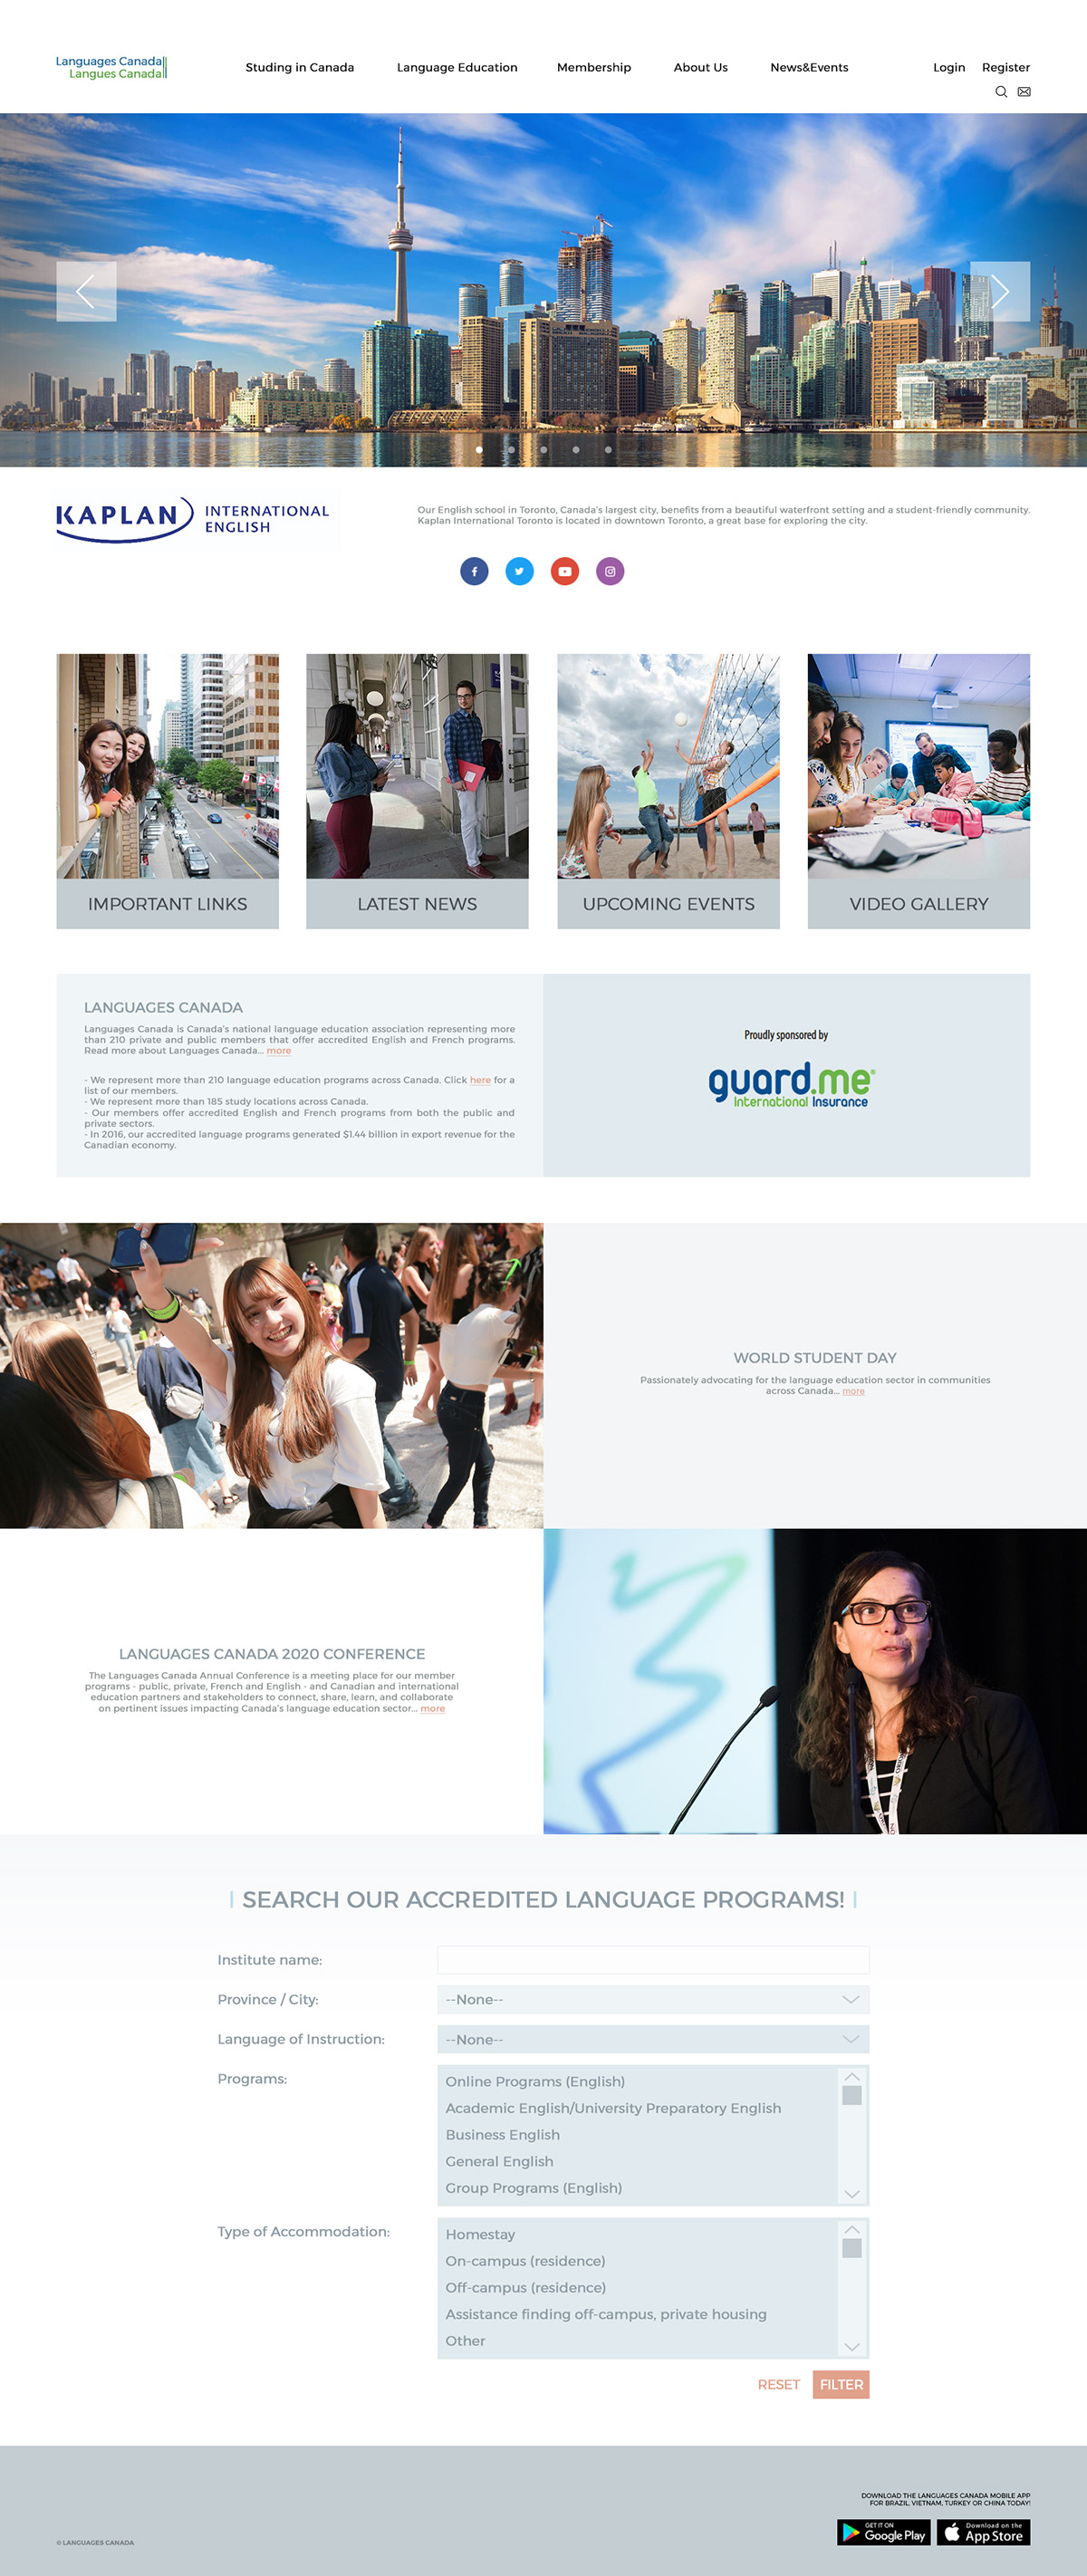 Languages Canada
Langues Canada
Studing in Canada
Language Education
Membership
About Us
News&Events
Login
Register
KAPLAN
INTERNATIONAL
ENGLISH
Our English school in Toronto, Canada's largest city, benefits from a beautiful waterfront setting and a student-friendly community.
Kaplan International Toronto is located in downtown Toronto, a great base for exploring the city.
IMPORTANT LINKS
LATEST NEWS
UPCOMING EVENTS
VIDEO GALLERY
LANGUAGES CANADA
Languages Canada is Canada's national language education association representing more
than 210 private and public members that offer accredited English and French programs.
Read more about Languages Canada... more
- We represent more than 210 language education programs across Canada. Click here for a
list of our members.
- We represent more than 185 study locations across Canada.
- Our members offer accredited English and French programs from both the public and
private sectors.
- In 2016, our accredited language programs generated $1.44 billion in export revenue for the
Canadian economy.
Proudly sponsored by
guard.me®
International Insurance
WORLD STUDENT DAY
Passionately advocating for the language education sector in communities
across Canada... more
LANGUAGES CANADA 2020 CONFERENCE
The Languages Canada Annual Conference is a meeting place for our member
programs - public, private, French and English - and Canadian and international
education partners and stakeholders to connect, share, learn, and collaborate
on pertinent issues impacting Canada's language education sector... more
| SEARCH OUR ACCREDITED LANGUAGE PROGRAMS! |
Institute name:
Province / City:
--None--
Language of Instruction:
--None--
Programs:
Online Programs (English)
Academic English/University Preparatory English
Business English
General English
Group Programs (English)
Type of Accommodation:
Homestay
On-campus (residence)
Off-campus (residence)
Assistance finding off-campus, private housing
Other
RESET
FILTER
DOWNLOAD THE LANGUAGES CANADA MOBILE APP
FOR BRAZIL, VIETNAM, TURKEY OR CHINA TODAY!
GET IT ON
Google Play
Download on the
App Store
© LANGUAGES CANADA